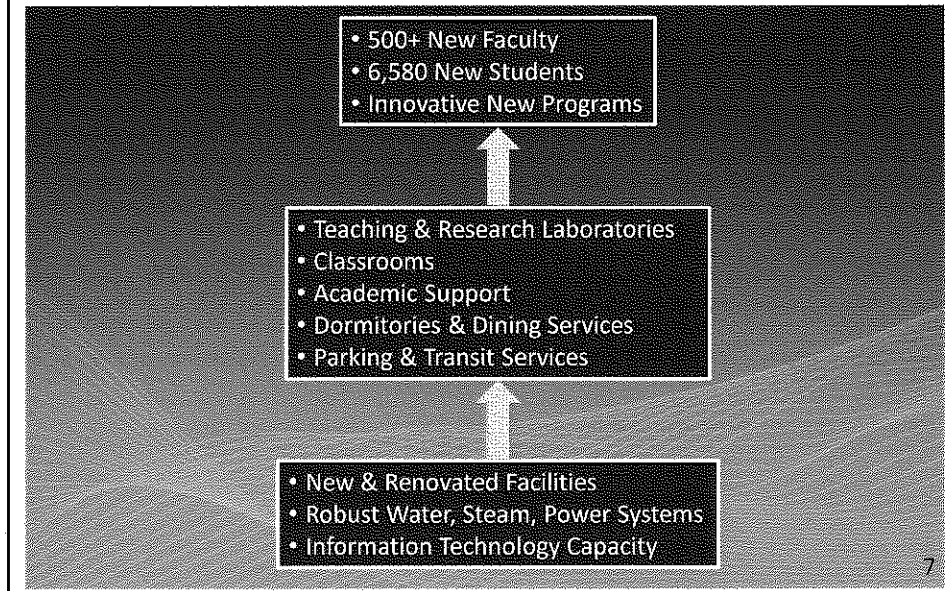 • 500+ New Faculty
• 6,580 New Students
• Innovative New Programs
• Teaching & Research Laboratories
• Classrooms
• Academic Support
• Dormitories & Dining Services
• Parking & Transit Services
• New & Renovated Facilities
• Robust Water, Steam, Power Systems
• Information Technology Capacity
7